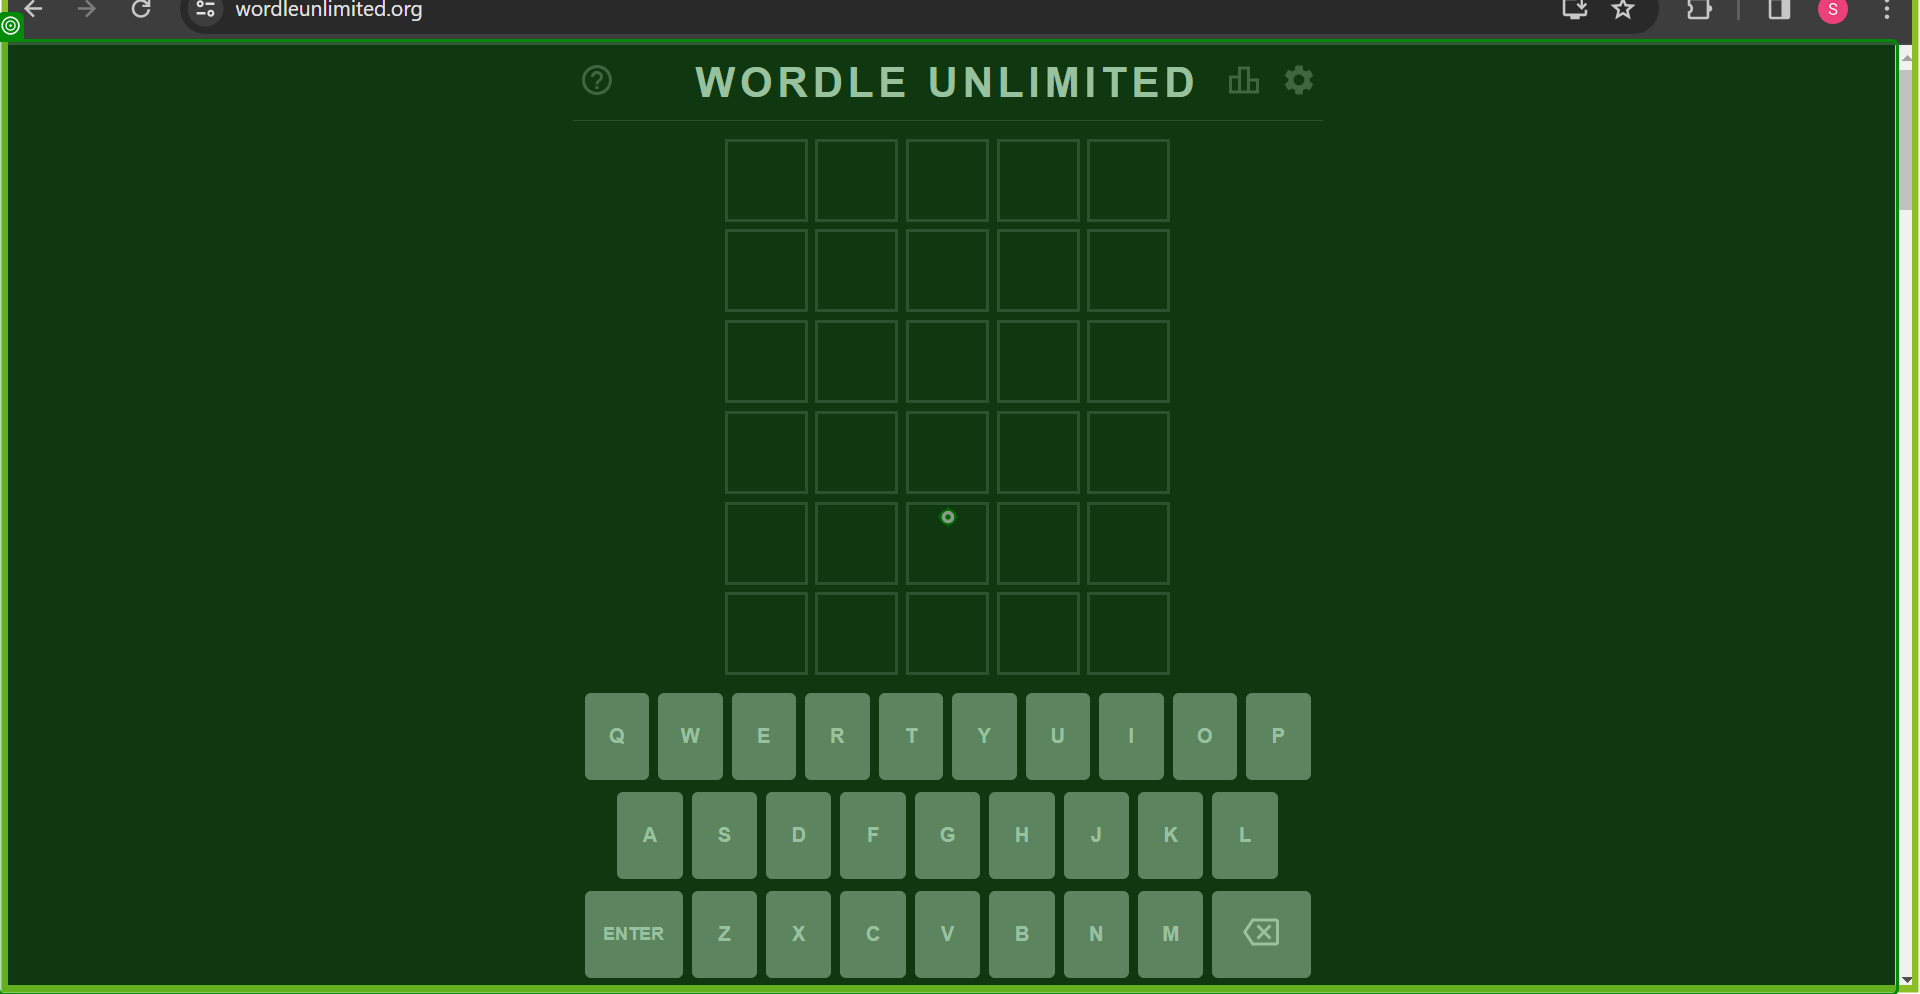 wordleunlimited.org
S
WORDLE UNLIMITED
Q W E R T Y U I O P
A S D F G H J K L
ENTER Z X C V B N M